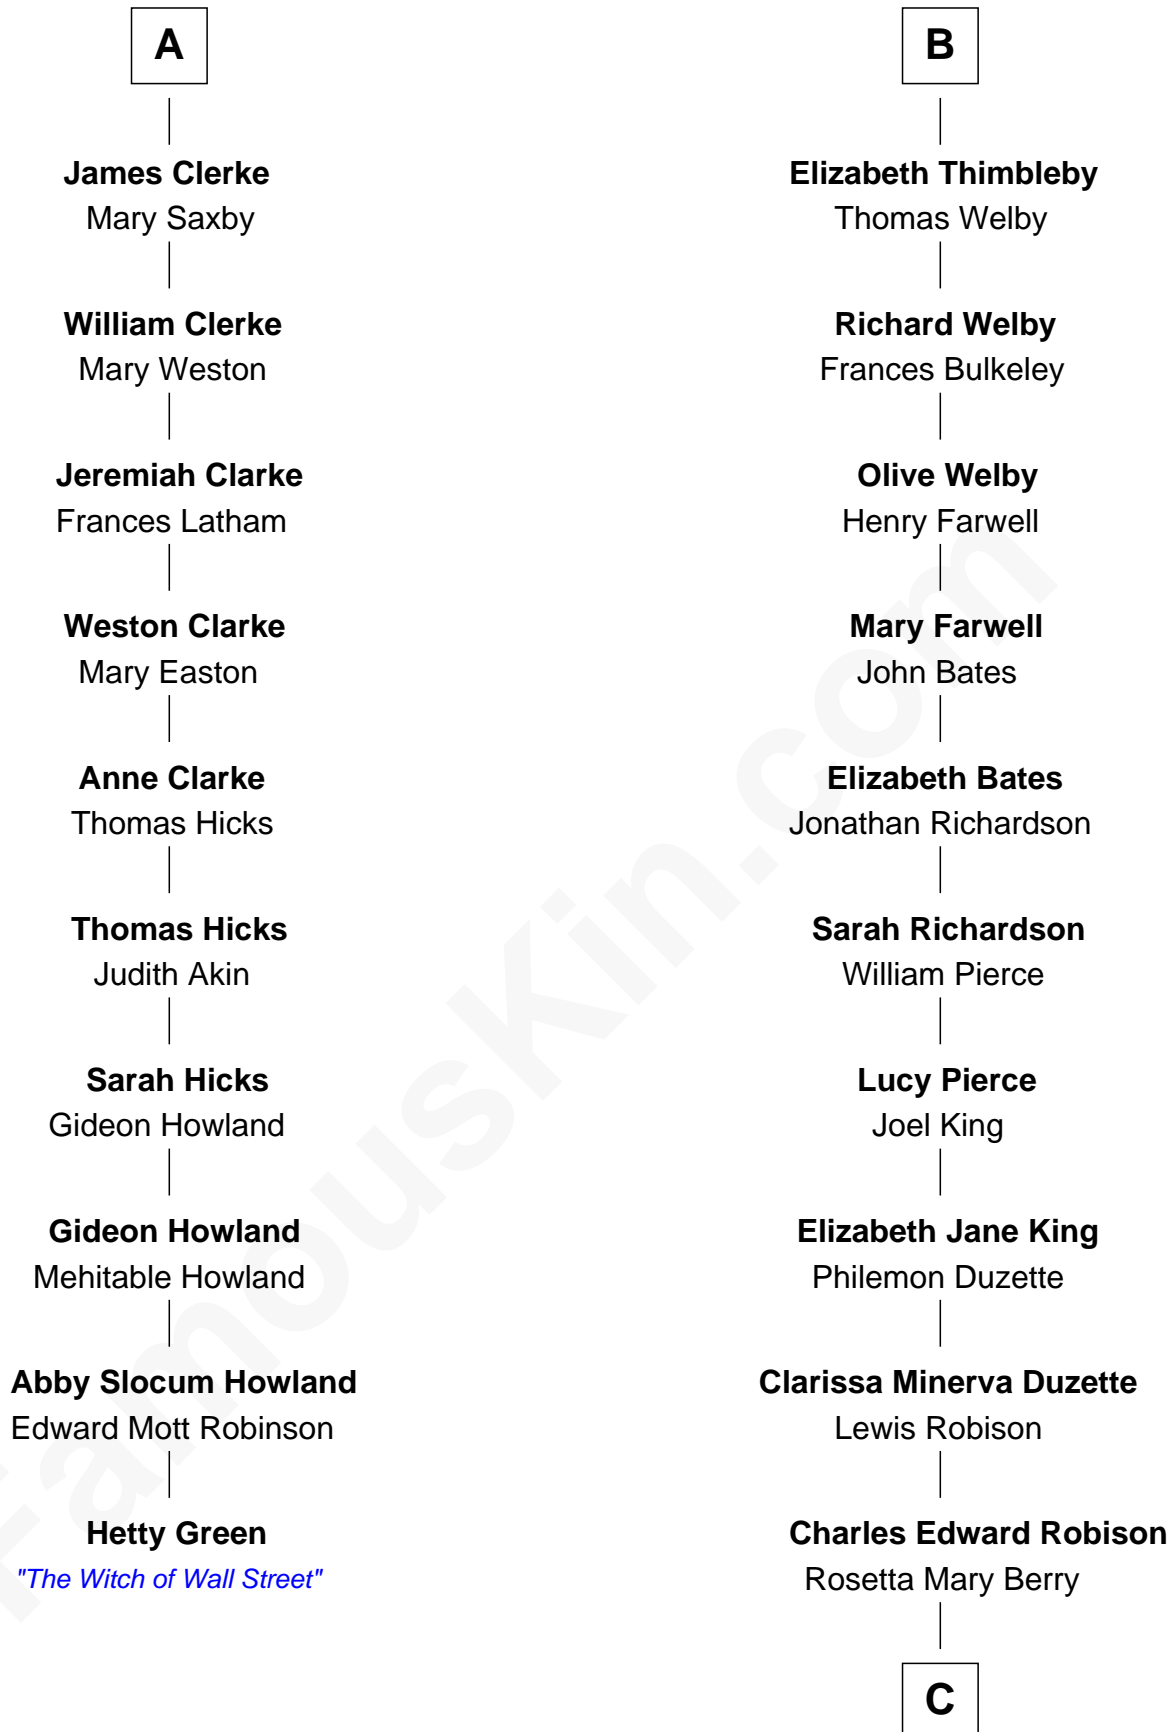 A
James Clerke
Mary Saxby
William Clerke
Mary Weston
Jeremiah Clarke
Frances Latham
Weston Clarke
Mary Easton
Anne Clarke
Thomas Hicks
Thomas Hicks
Judith Akin
Sarah Hicks
Gideon Howland
Gideon Howland
Mehitable Howland
Abby Slocum Howland
Edward Mott Robinson
Hetty Green
"The Witch of Wall Street"
B
Elizabeth Thimbleby
Thomas Welby
Richard Welby
Frances Bulkeley
Olive Welby
Henry Farwell
Mary Farwell
John Bates
Elizabeth Bates
Jonathan Richardson
Sarah Richardson
William Pierce
Lucy Pierce
Joel King
Elizabeth Jane King
Philemon Duzette
Clarissa Minerva Duzette
Lewis Robison
Charles Edward Robison
Rosetta Mary Berry
C
FamousKin.com